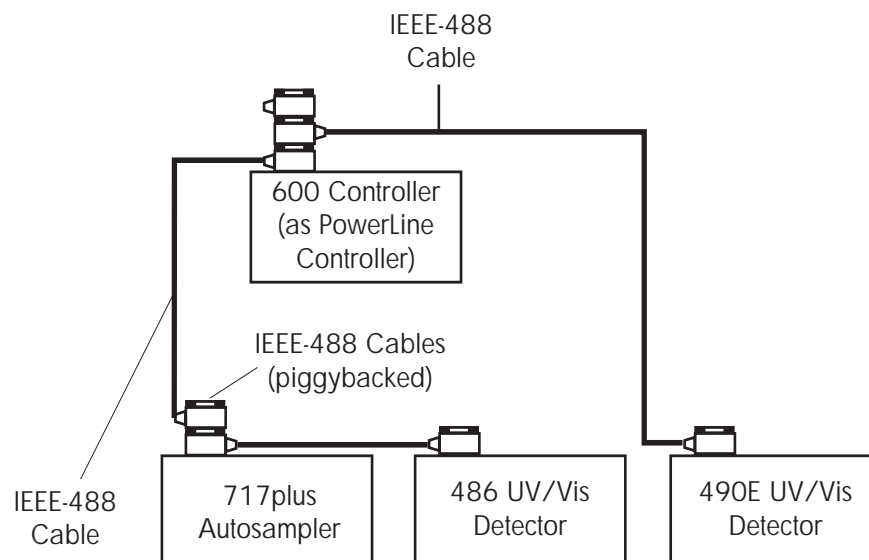 IEEE-488
Cable
600 Controller
(as PowerLine
Controller)
IEEE-488 Cables
(piggybacked)
IEEE-488
Cable
717plus
Autosampler
486 UV/Vis
Detector
490E UV/Vis
Detector